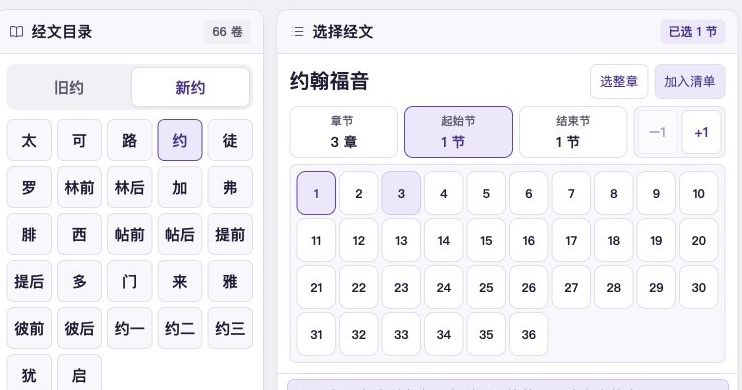 经文目录 66 卷
旧约 新约
太 可 路 约 徒
罗 林前 林后 加 弗
腓 西 帖前 帖后 提前
提后 多 门 来 雅
彼前 彼后 约一 约二 约三
犹 启
选择经文 已选 1 节
约翰福音 选整章 加入清单
章节 起始节 结束节
3 章 1 节 1 节 −1 +1
1 2 3 4 5 6 7 8 9 10
11 12 13 14 15 16 17 18 19 20
21 22 23 24 25 26 27 28 29 30
31 32 33 34 35 36